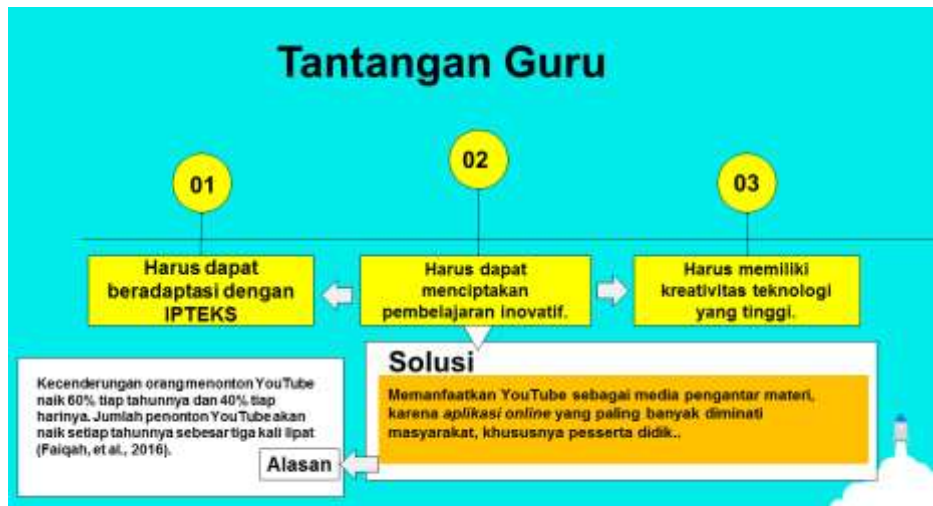 Tantangan Guru
01
02
03
Harus dapat
beradaptasi dengan
IPTEKS
Harus dapat
menciptakan
pembelajaran inovatif.
Harus memiliki
kreativitas teknologi
yang tinggi.
Solusi
Memanfaatkan YouTube sebagai media pengantar materi,
karena aplikasi online yang paling banyak diminati
masyarakat, khususnya pesserta didik..
Kecenderungan orang menonton YouTube
naik 60% tiap tahunnya dan 40% tiap
harinya. Jumlah penonton YouTube akan
naik setiap tahunnya sebesar tiga kali lipat
(Faiqah, et al., 2016).
Alasan